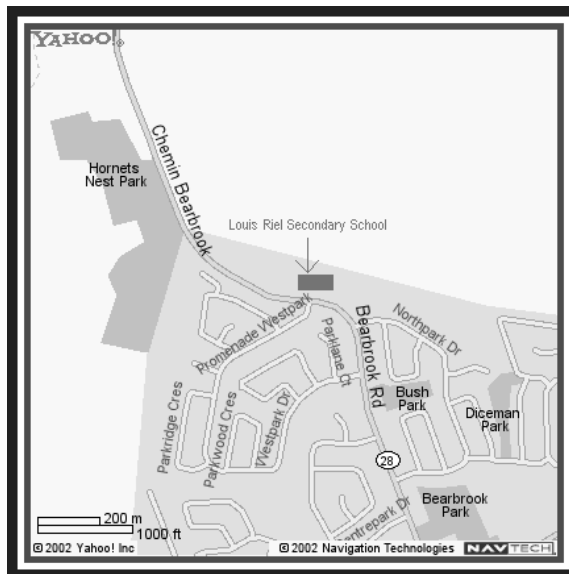 YAHOO!
Chemin Bearbrook
Hornets
Nest Park
Louis Riel Secondary School
Promenade Westpark
Parklane Ct
Bearbrook Rd
Northpark Dr
Parkridge Cres
Parkwood Cres
Westpark Dr
Bush
Park
Diceman
Park
28
Bearbrook
Park
Centrepark Dr
200 m
1000 ft
© 2002 Yahoo! Inc
© 2002 Navigation Technologies
NAVTECH